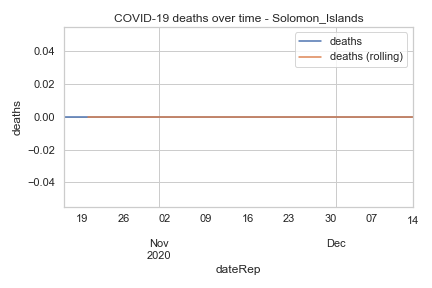 COVID-19 deaths over time - Solomon_Islands
deaths
deaths (rolling)
0.04
0.02
0.00
−0.02
−0.04
deaths
19 26 02 09 16 23 30 07 14
Nov Dec
2020
dateRep